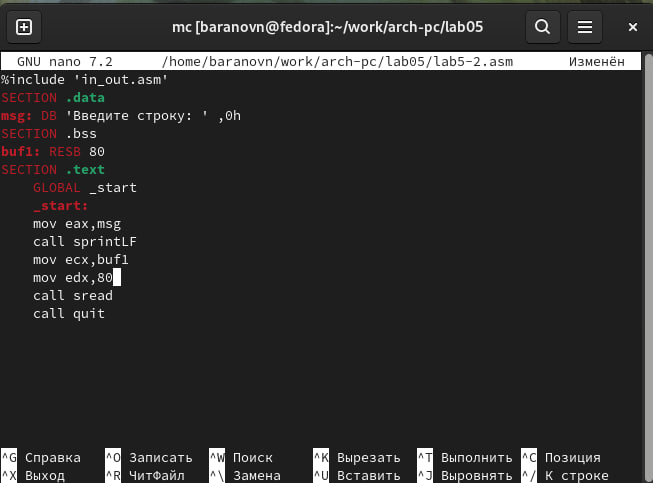 mc [baranovn@fedora]:~/work/arch-pc/lab05
GNU nano 7.2 /home/baranovn/work/arch-pc/lab05/lab5-2.asm Изменён
%include 'in_out.asm'
SECTION .data
msg: DB 'Введите строку: ' ,0h
SECTION .bss
buf1: RESB 80
SECTION .text
GLOBAL _start
_start:
mov eax,msg
call sprintLF
mov ecx,buf1
mov edx,80
call sread
call quit
^G Справка ^O Записать ^W Поиск ^K Вырезать ^T Выполнить ^C Позиция
^X Выход ^R ЧитФайл ^\ Замена ^U Вставить ^J Выровнять ^/ К строке